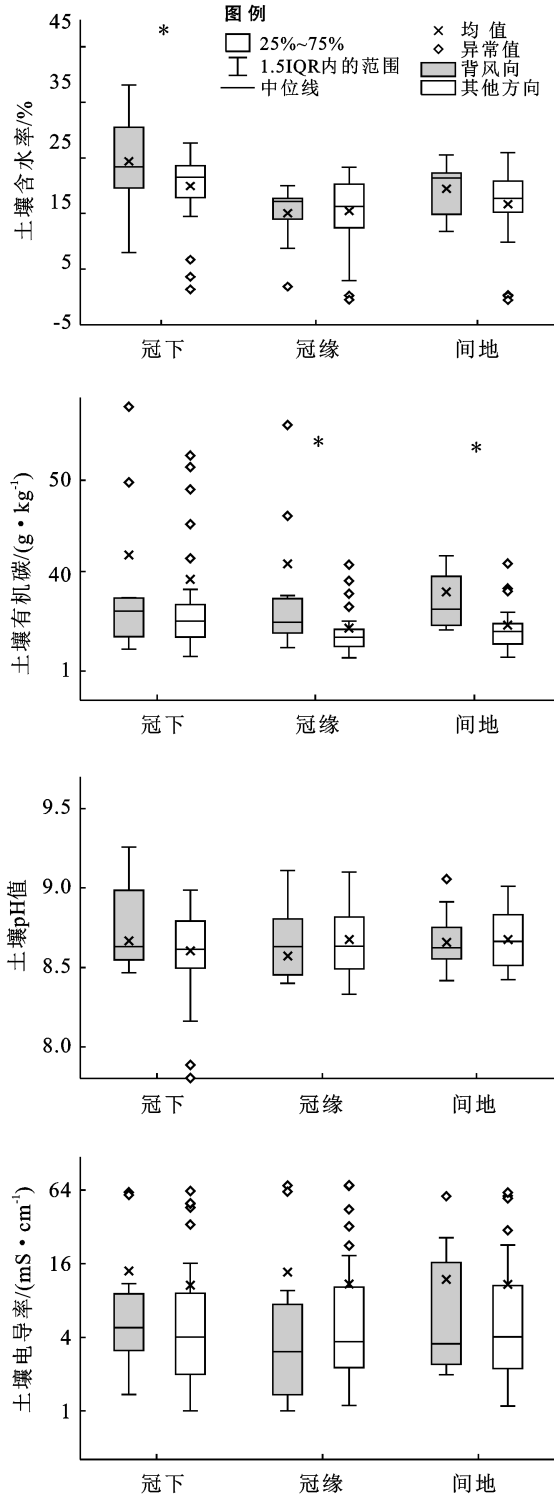 图 例
25%~75%
1.5IQR内的范围
中位线
× 均 值
异常值
背风向
其他方向
土壤含水率/%
45
35
25
15
5
-5
*
冠下 冠缘 间地
土壤有机碳/(g·kg⁻¹)
50
40
1
* *
冠下 冠缘 间地
土壤pH值
9.5
9.0
8.5
8.0
冠下 冠缘 间地
土壤电导率/(mS·cm⁻¹)
64
16
4
1
冠下 冠缘 间地